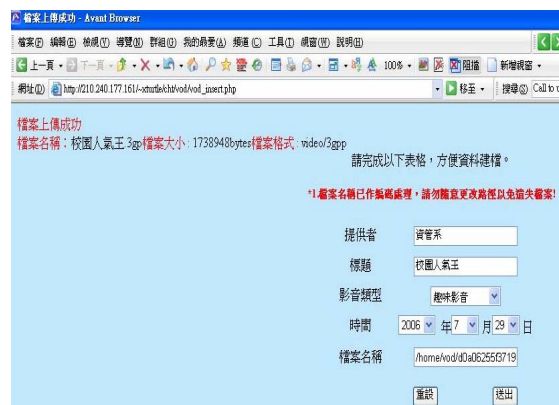 檔案上傳成功 - Avant Browser
檔案(F) 編輯(E) 檢視(V) 導覽(N) 群組(G) 我的最愛(A) 頻道(C) 工具(T) 視窗(W) 說明(H)
上一頁 下一頁 100% 阻擋 新增視窗
網址(D) http://210.240.177.161/~xturtle/cht/vod/vod_insert.php 移至 搜尋(S) Call to
檔案上傳成功
檔案名稱：校園人氣王.3gp檔案大小 : 1738948bytes檔案格式 : video/3gpp
請完成以下表格，方便資料建檔。
*1.檔案名稱已作編碼處理，請勿隨意更改路徑以免遺失檔案!
提供者 資管系
標題 校園人氣王
影音類型 趣味影音
時間 2006 年 7 月 29 日
檔案名稱 /home/vod/d0a06255f3719
重設 送出